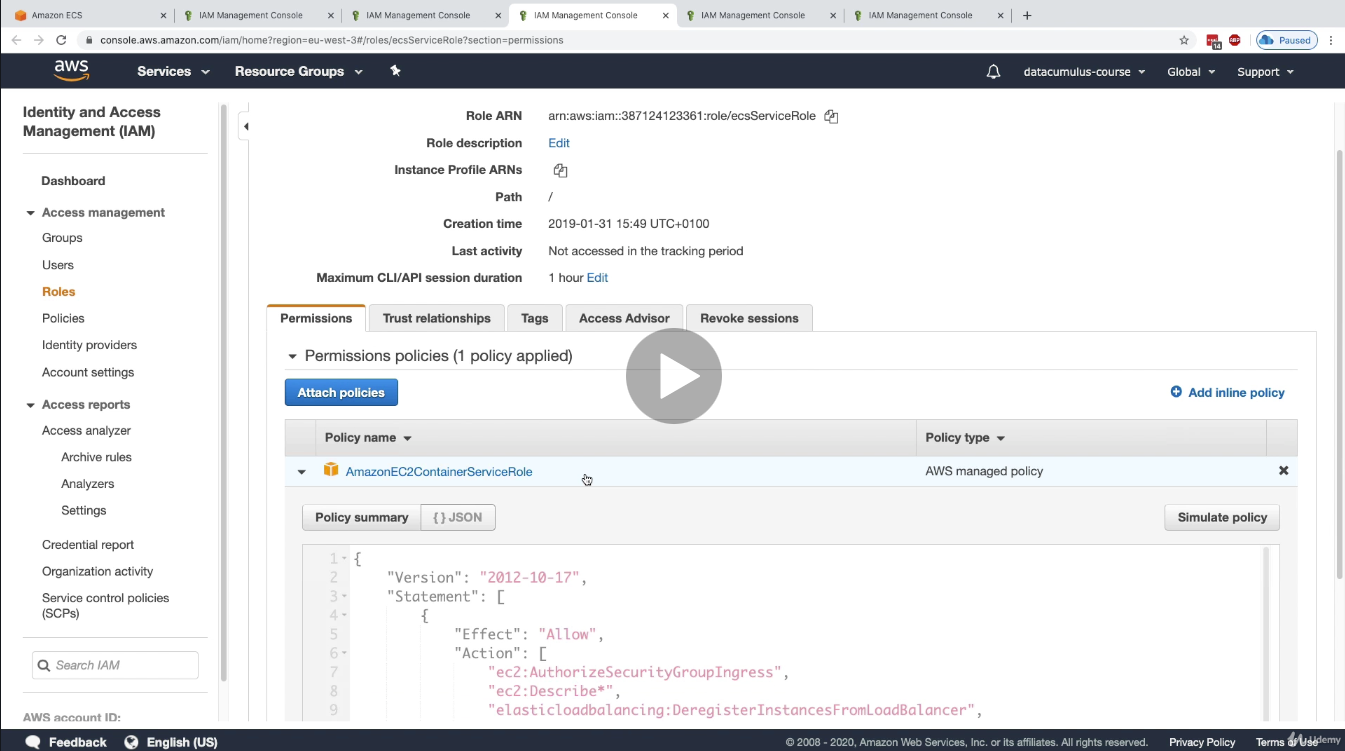 Amazon ECS
IAM Management Console
IAM Management Console
IAM Management Console
IAM Management Console
IAM Management Console
console.aws.amazon.com/iam/home?region=eu-west-3#/roles/ecsServiceRole?section=permissions
14
ABP
Paused
aws
Services
Resource Groups
datacumulus-course
Global
Support
Identity and Access
Management (IAM)
Dashboard
Access management
Groups
Users
Roles
Policies
Identity providers
Account settings
Access reports
Access analyzer
Archive rules
Analyzers
Settings
Credential report
Organization activity
Service control policies
(SCPs)
Search IAM
AWS account ID:
Role ARN arn:aws:iam::387124123361:role/ecsServiceRole
Role description Edit
Instance Profile ARNs
Path /
Creation time 2019-01-31 15:49 UTC+0100
Last activity Not accessed in the tracking period
Maximum CLI/API session duration 1 hour Edit
Permissions Trust relationships Tags Access Advisor Revoke sessions
Permissions policies (1 policy applied)
Attach policies Add inline policy
Policy name Policy type
AmazonEC2ContainerServiceRole AWS managed policy
Policy summary { } JSON Simulate policy
1 {
2 "Version": "2012-10-17",
3 "Statement": [
4 {
5 "Effect": "Allow",
6 "Action": [
7 "ec2:AuthorizeSecurityGroupIngress",
8 "ec2:Describe*",
9 "elasticloadbalancing:DeregisterInstancesFromLoadBalancer",
Feedback English (US) © 2008 - 2020, Amazon Web Services, Inc. or its affiliates. All rights reserved. Privacy Policy Terms of Use
Udemy